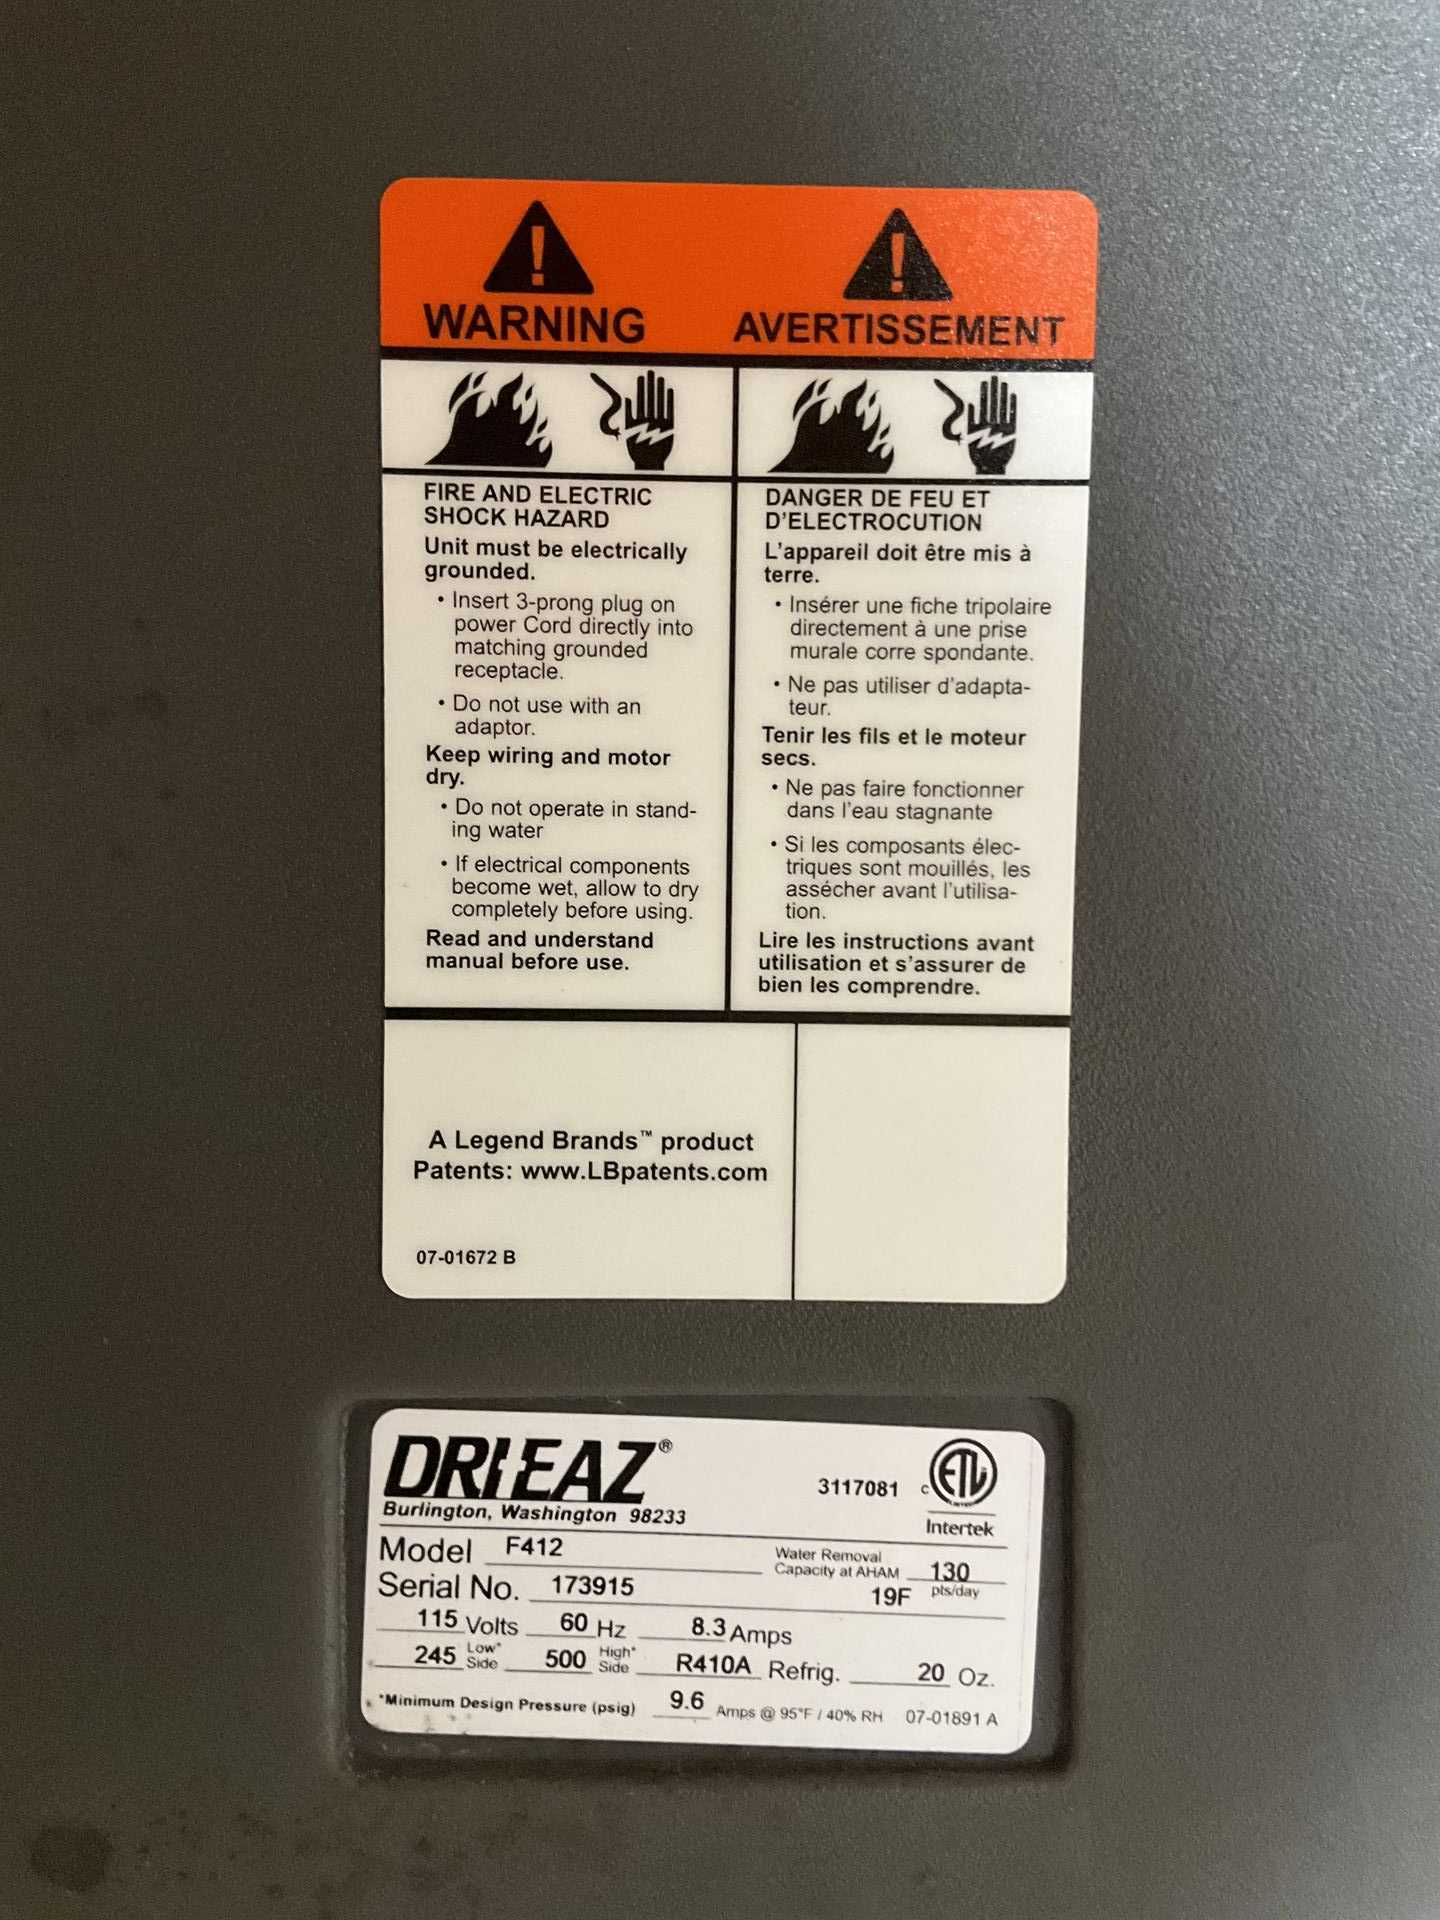 WARNING
AVERTISSEMENT
FIRE AND ELECTRIC
SHOCK HAZARD
Unit must be electrically
grounded.
• Insert 3-prong plug on
power Cord directly into
matching grounded
receptacle.
• Do not use with an
adaptor.
Keep wiring and motor
dry.
• Do not operate in stand-
ing water
• If electrical components
become wet, allow to dry
completely before using.
Read and understand
manual before use.
DANGER DE FEU ET
D'ELECTROCUTION
L'appareil doit être mis à
terre.
• Insérer une fiche tripolaire
directement à une prise
murale corre spondante.
• Ne pas utiliser d'adapta-
teur.
Tenir les fils et le moteur
secs.
• Ne pas faire fonctionner
dans l'eau stagnante
• Si les composants élec-
triques sont mouillés, les
assécher avant l'utilisa-
tion.
Lire les instructions avant
utilisation et s'assurer de
bien les comprendre.
A Legend Brands™ product
Patents: www.LBpatents.com
07-01672 B
DRI-EAZ®
Burlington, Washington 98233
3117081
c ETL
Intertek
Model F412
Water Removal
Capacity at AHAM 130
pts/day
Serial No. 173915 19F
115 Volts 60 Hz 8.3 Amps
245 Low* Side 500 High* Side R410A Refrig. 20 Oz.
*Minimum Design Pressure (psig) 9.6 Amps @ 95°F / 40% RH 07-01891 A